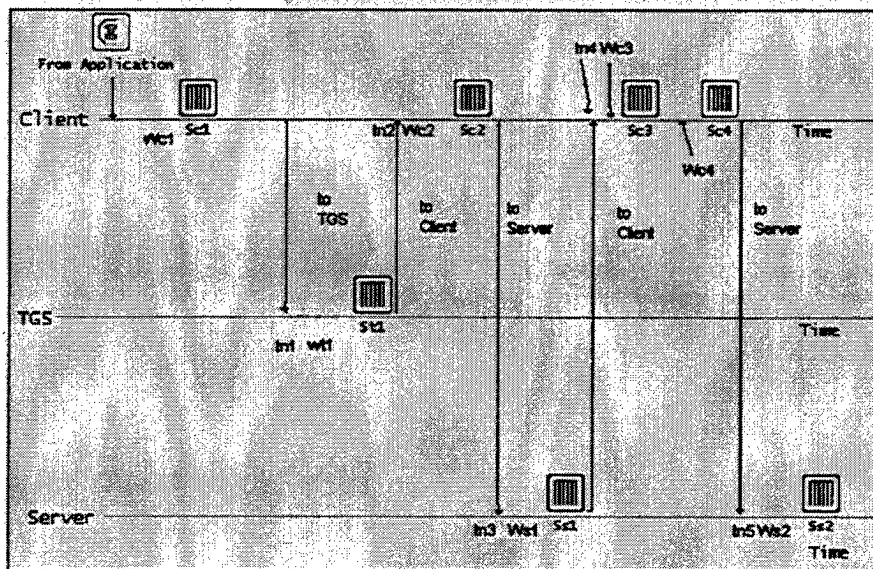 From Application
In4 Wc3
Client
Wc1
Sc1
In2 Wc2
Sc2
Sc3
Sc4
Time
Wc4
to
TGS
to
Client
to
Server
to
Client
to
Server
TGS
St1
Time
In1 wt1
Server
In3 Ws1
Ss1
In5 Ws2
Ss2
Time